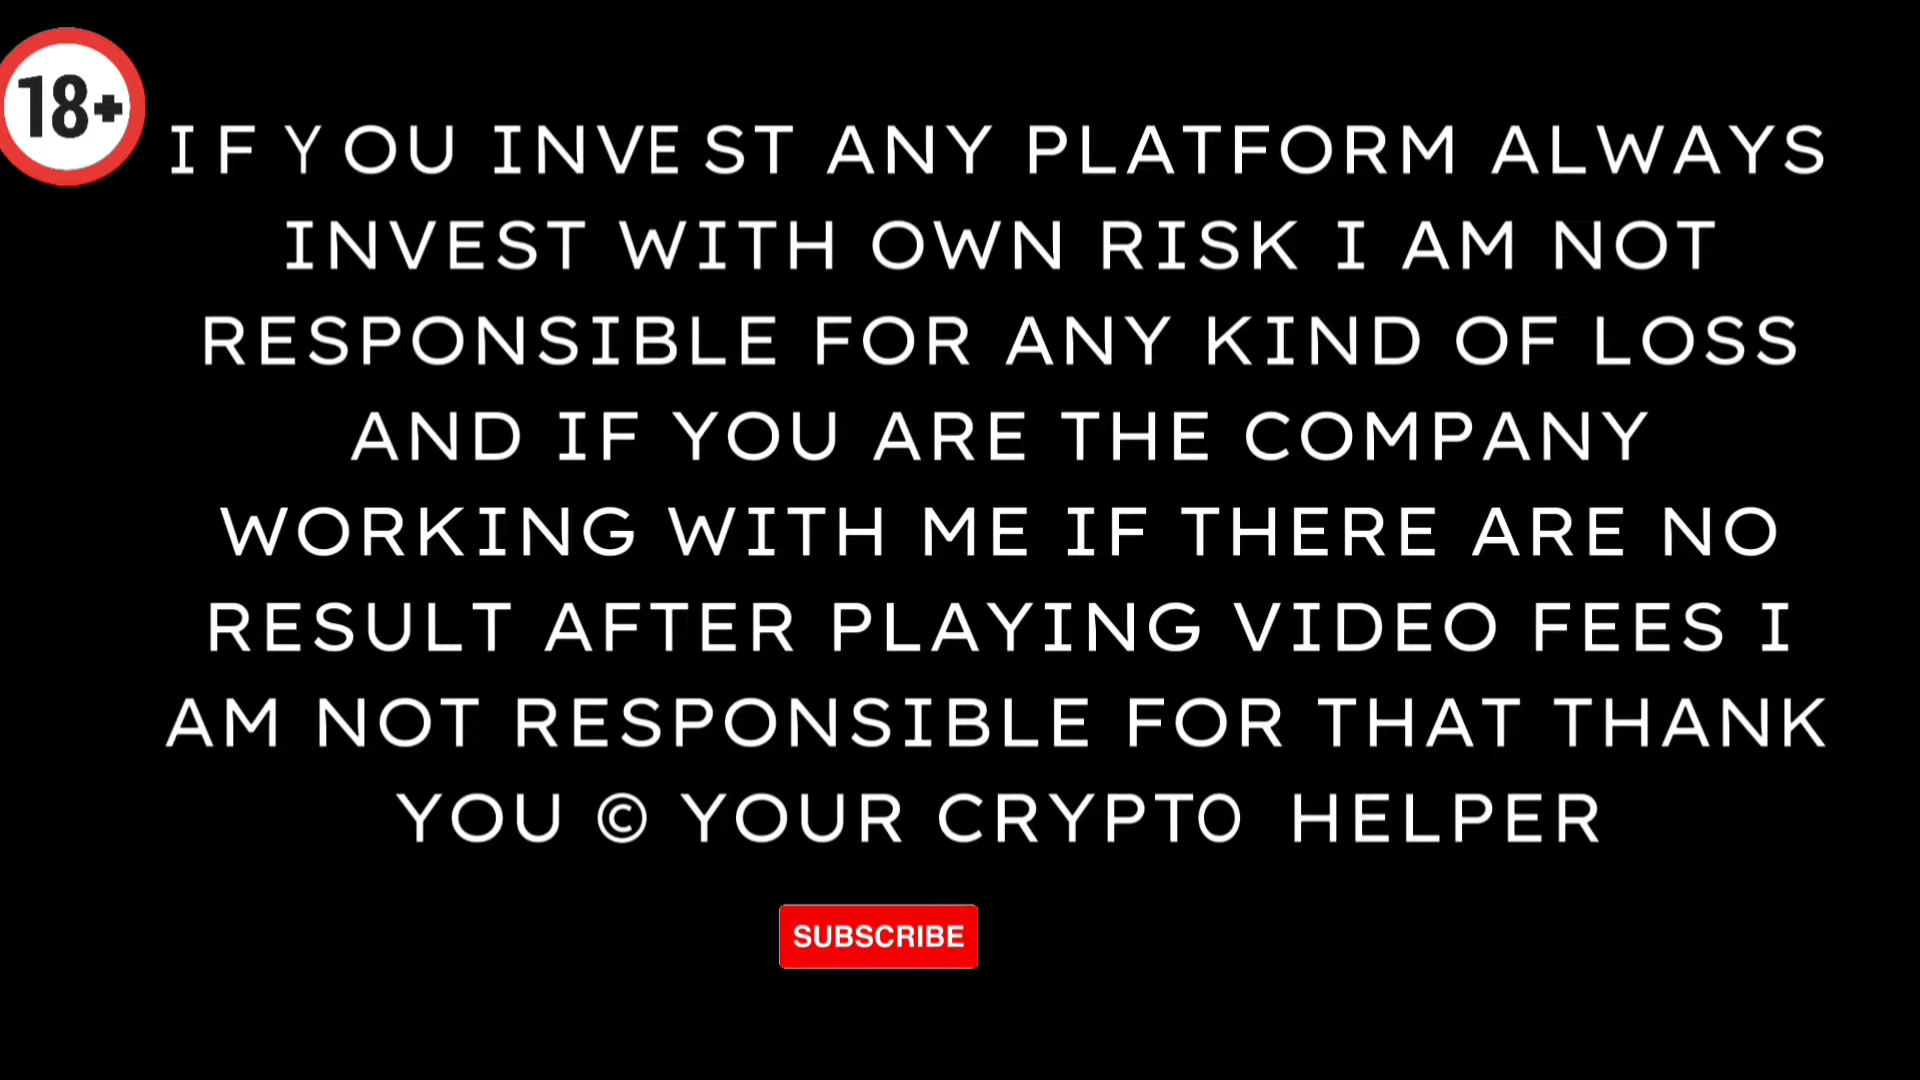 18+
IF YOU INVEST ANY PLATFORM ALWAYS
INVEST WITH OWN RISK I AM NOT
RESPONSIBLE FOR ANY KIND OF LOSS
AND IF YOU ARE THE COMPANY
WORKING WITH ME IF THERE ARE NO
RESULT AFTER PLAYING VIDEO FEES I
AM NOT RESPONSIBLE FOR THAT THANK
YOU © YOUR CRYPTO HELPER
SUBSCRIBE